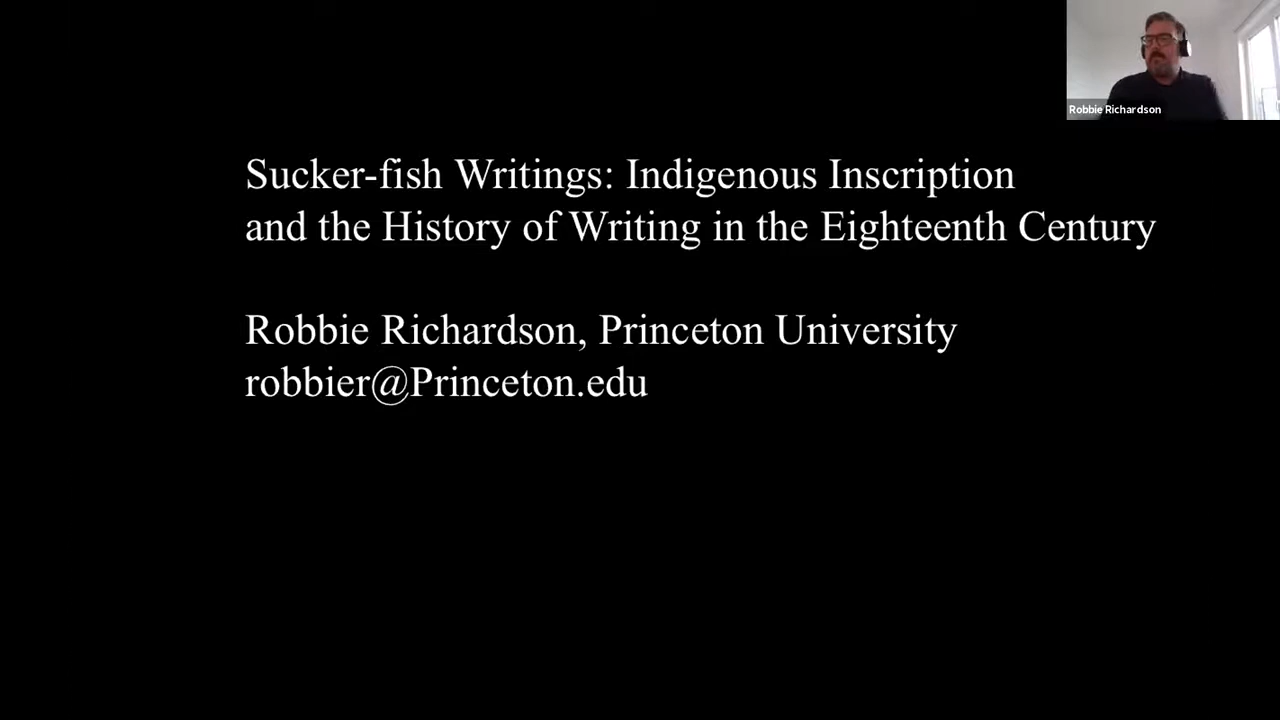 Robbie Richardson
Sucker-fish Writings: Indigenous Inscription
and the History of Writing in the Eighteenth Century
Robbie Richardson, Princeton University
robbier@Princeton.edu